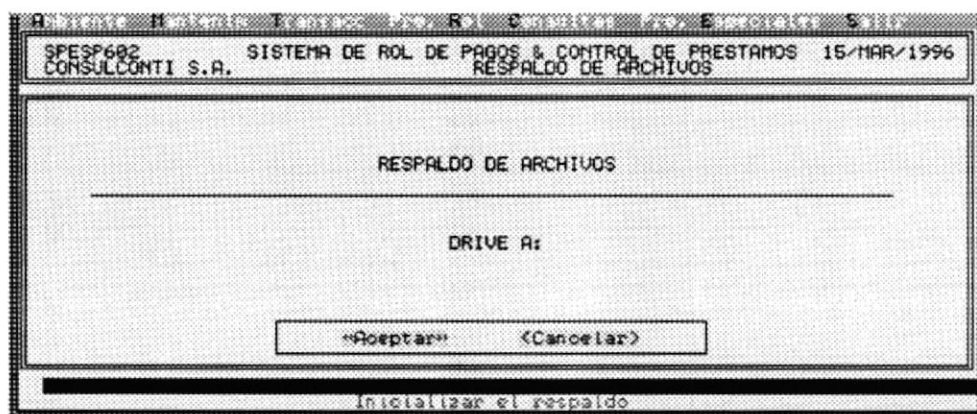 Ambiente Mantenim Transacc Pro. Rol Consultas Pro. Especiales Salir
SPESP602 SISTEMA DE ROL DE PAGOS & CONTROL DE PRESTAMOS 15/MAR/1996
CONSULCONTI S.A. RESPALDO DE ARCHIVOS
RESPALDO DE ARCHIVOS
DRIVE A:
«Aceptar» <Cancelar>
Inicializar el respaldo